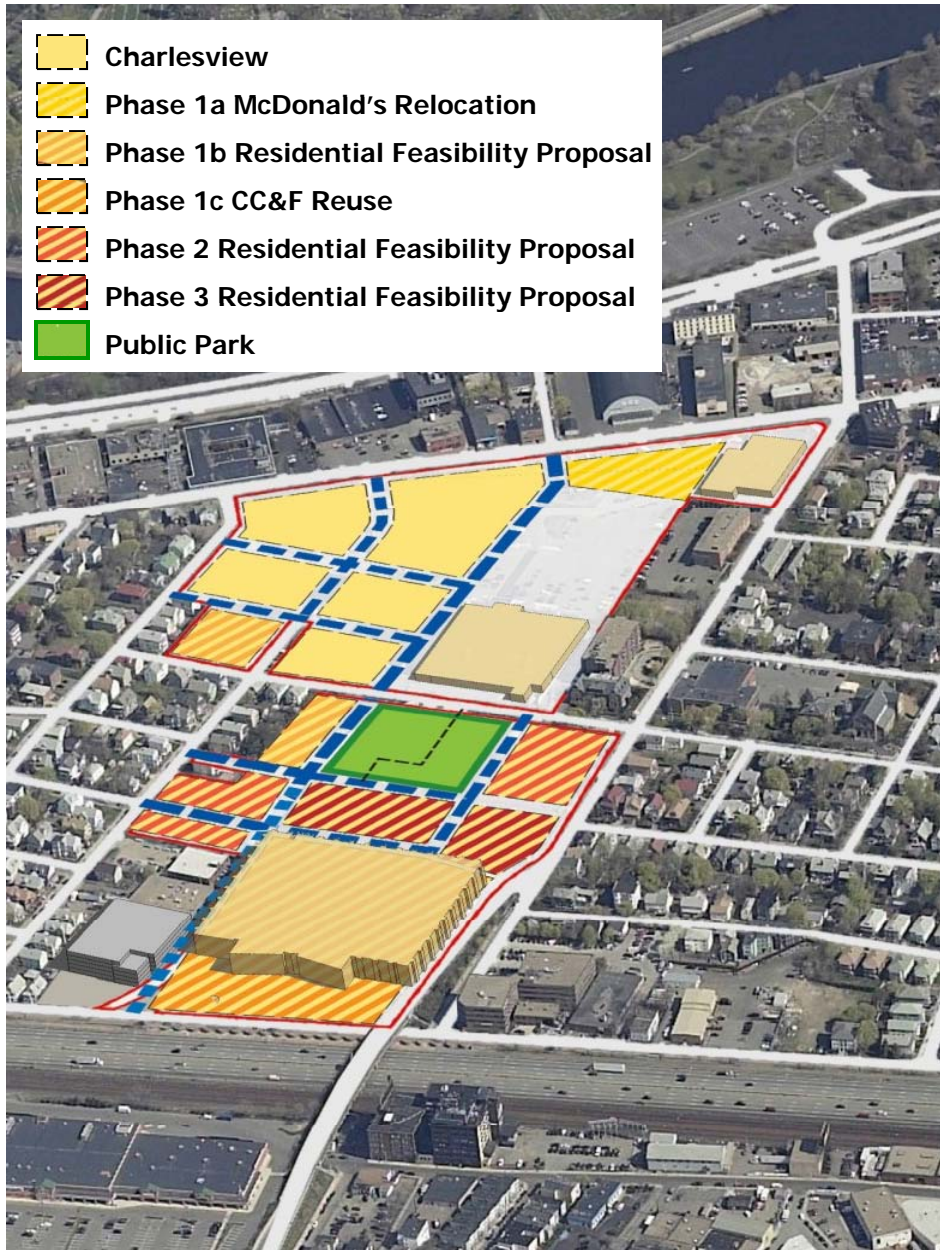 Charlesview
Phase 1a McDonald's Relocation
Phase 1b Residential Feasibility Proposal
Phase 1c CC&F Reuse
Phase 2 Residential Feasibility Proposal
Phase 3 Residential Feasibility Proposal
Public Park